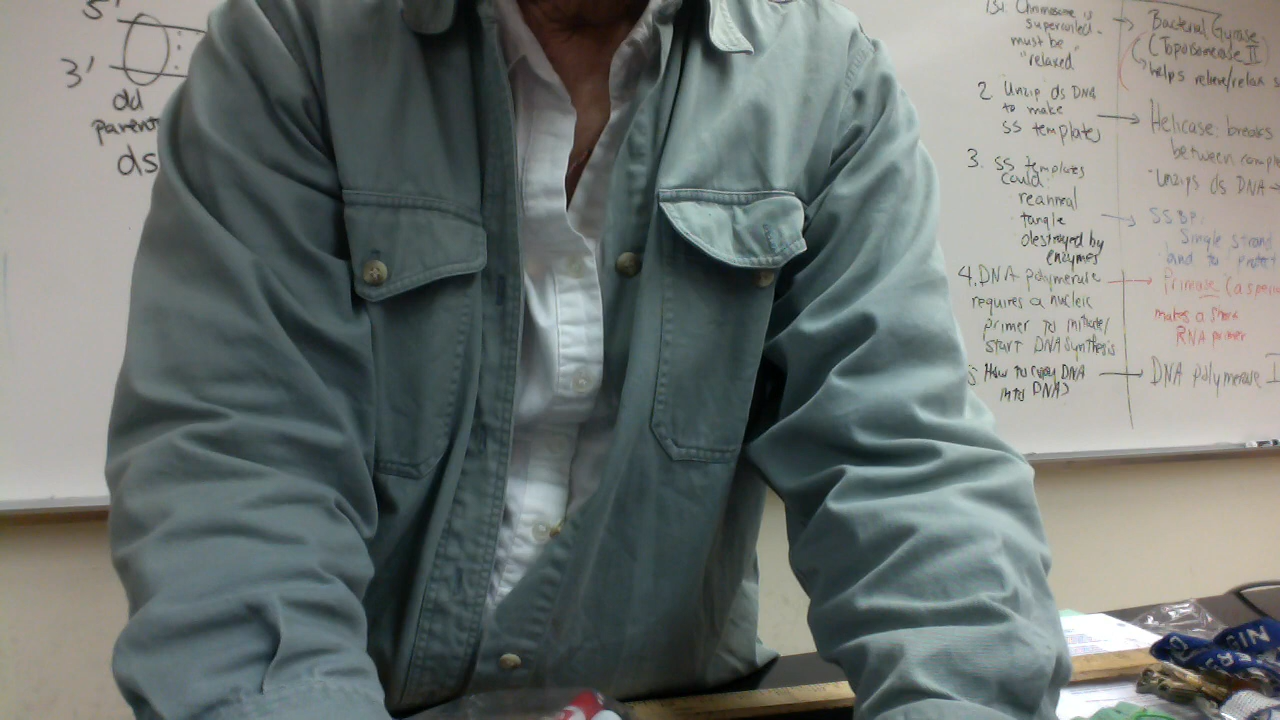 5'
3'
old
parent
ds
1st Chromosome is
supercoiled-
must be
"relaxed"
2. Unzip ds DNA
to make
ss templates
3. SS templates
could
reanneal
tangle
destroyed by
enzymes
4. DNA polymerase
requires a nucleic
primer to initiate/
start DNA synthesis
5 How to copy DNA
into DNA?
Bacterial Gyrase
(Topoisomerase II)
helps relieve/relax s
Helicase: breaks
between comple
"unzips ds DNA
SSBP:
Single strand
and to protect
Primase (a specia
makes a short
RNA primer
DNA polymerase I